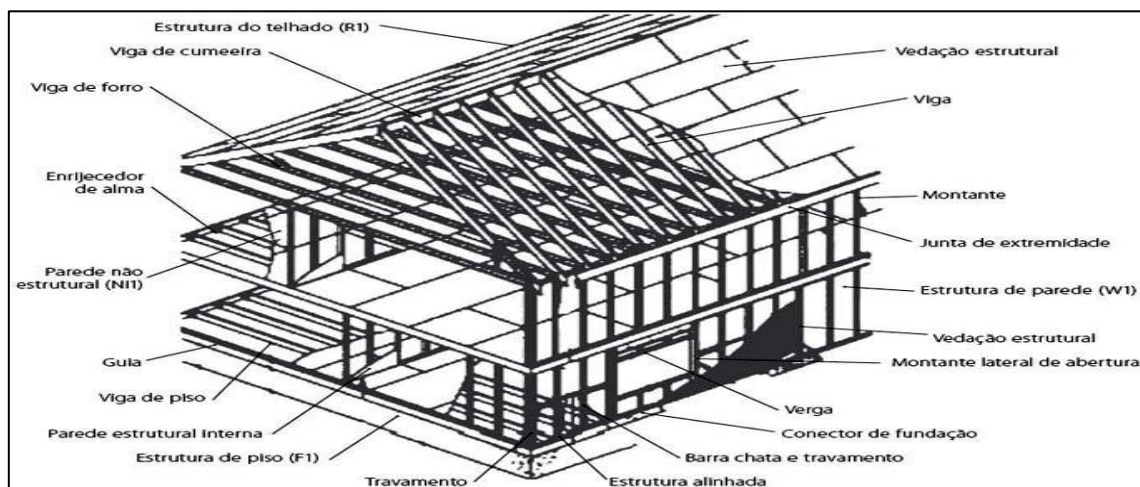 Estrutura do telhado (R1)
Viga de cumeeira
Viga de forro
Enrijecedor
de alma
Parede não
estrutural (NI1)
Guia
Viga de piso
Parede estrutural interna
Estrutura de piso (F1)
Travamento
Vedação estrutural
Viga
Montante
Junta de extremidade
Estrutura de parede (W1)
Vedação estrutural
Montante lateral de abertura
Verga
Conector de fundação
Barra chata e travamento
Estrutura alinhada